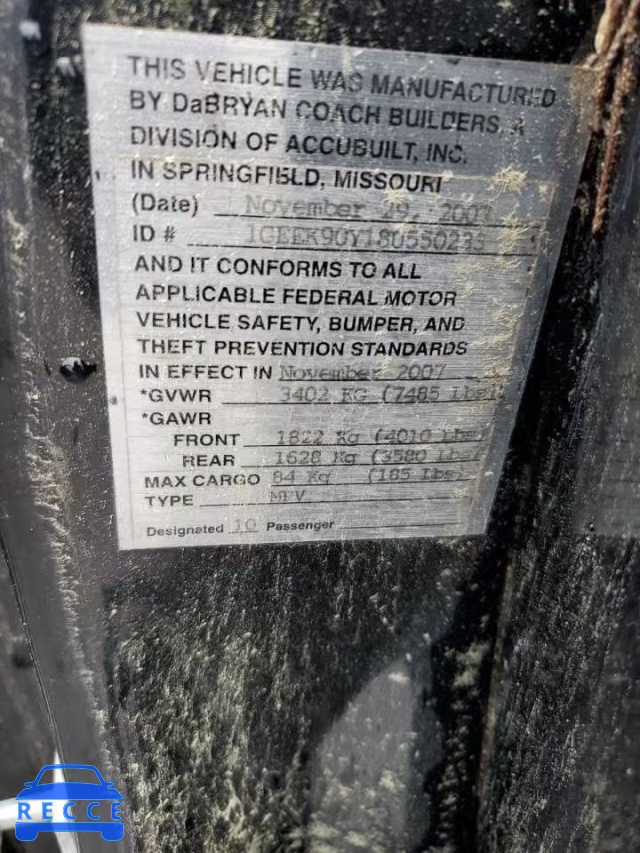 THIS VEHICLE WAS MANUFACTURED
BY DaBRYAN COACH BUILDERS, A
DIVISION OF ACCUBUILT, INC.
IN SPRINGFIELD, MISSOURI
(Date) November 29, 2007
ID # 1GEEK90Y18U550233
AND IT CONFORMS TO ALL
APPLICABLE FEDERAL MOTOR
VEHICLE SAFETY, BUMPER, AND
THEFT PREVENTION STANDARDS
IN EFFECT IN November 2007
*GVWR 3402 KG (7485 Lbs)
*GAWR
FRONT 1822 Kg (4010 Lbs)
REAR 1628 Kg (3580 Lbs)
MAX CARGO 84 Kg (185 Lbs)
TYPE MPV
Designated 10 Passenger
RECCE